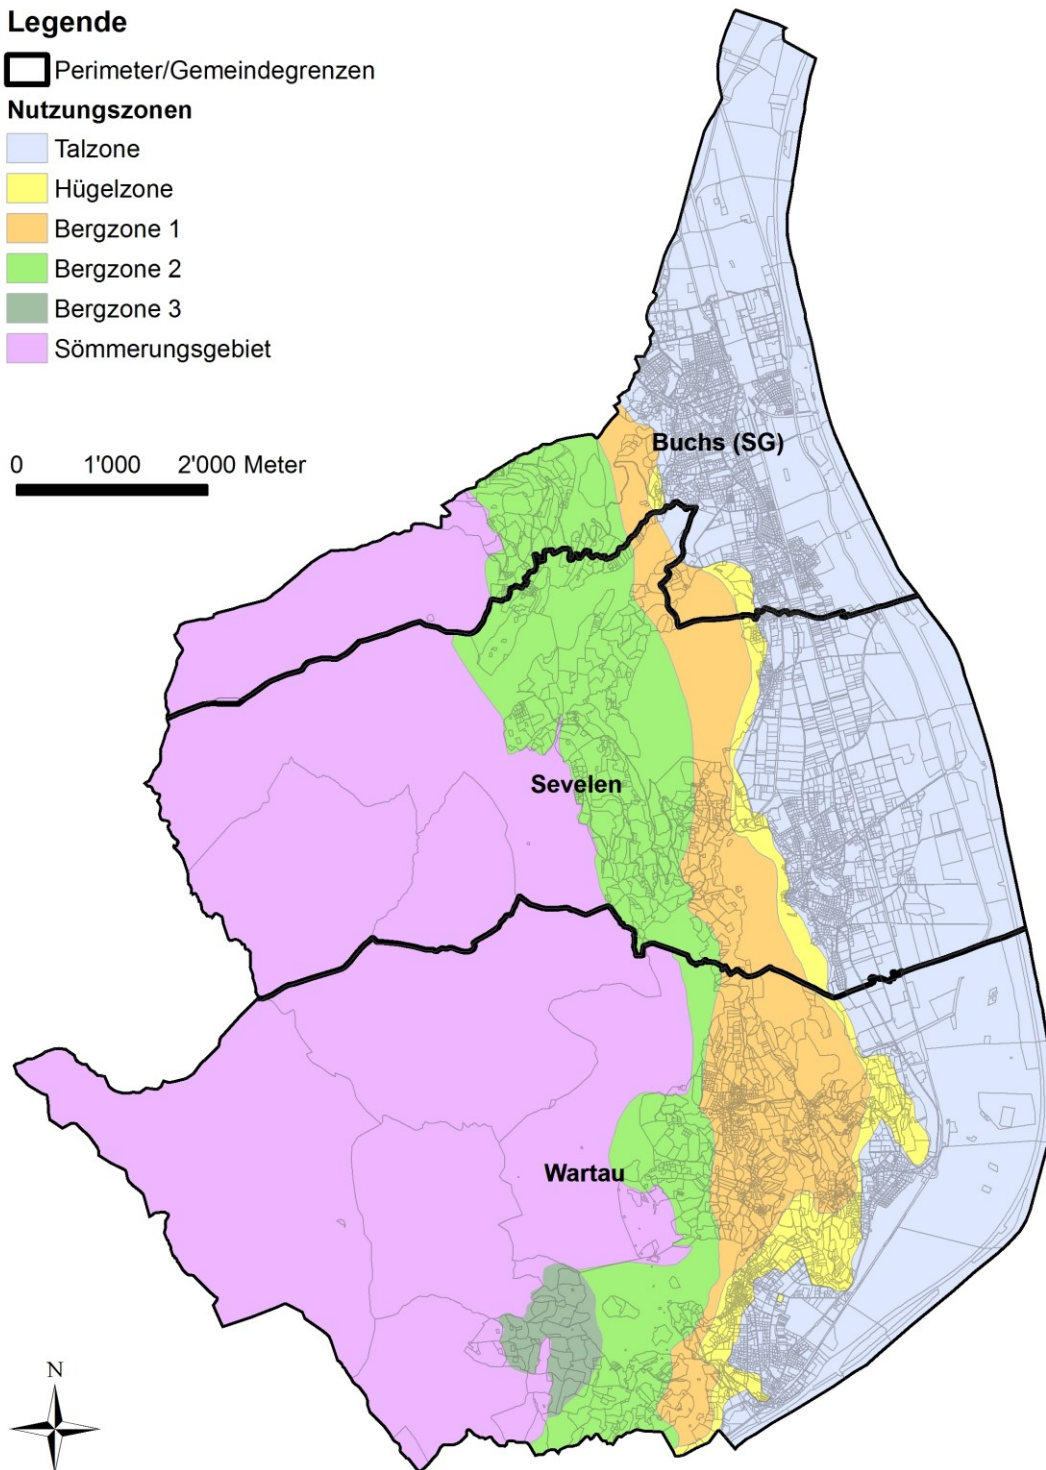 Legende
Perimeter/Gemeindegrenzen
Nutzungszonen
Talzone
Hügelzone
Bergzone 1
Bergzone 2
Bergzone 3
Sömmerungsgebiet
0 1'000 2'000 Meter
Buchs (SG)
Sevelen
Wartau
N